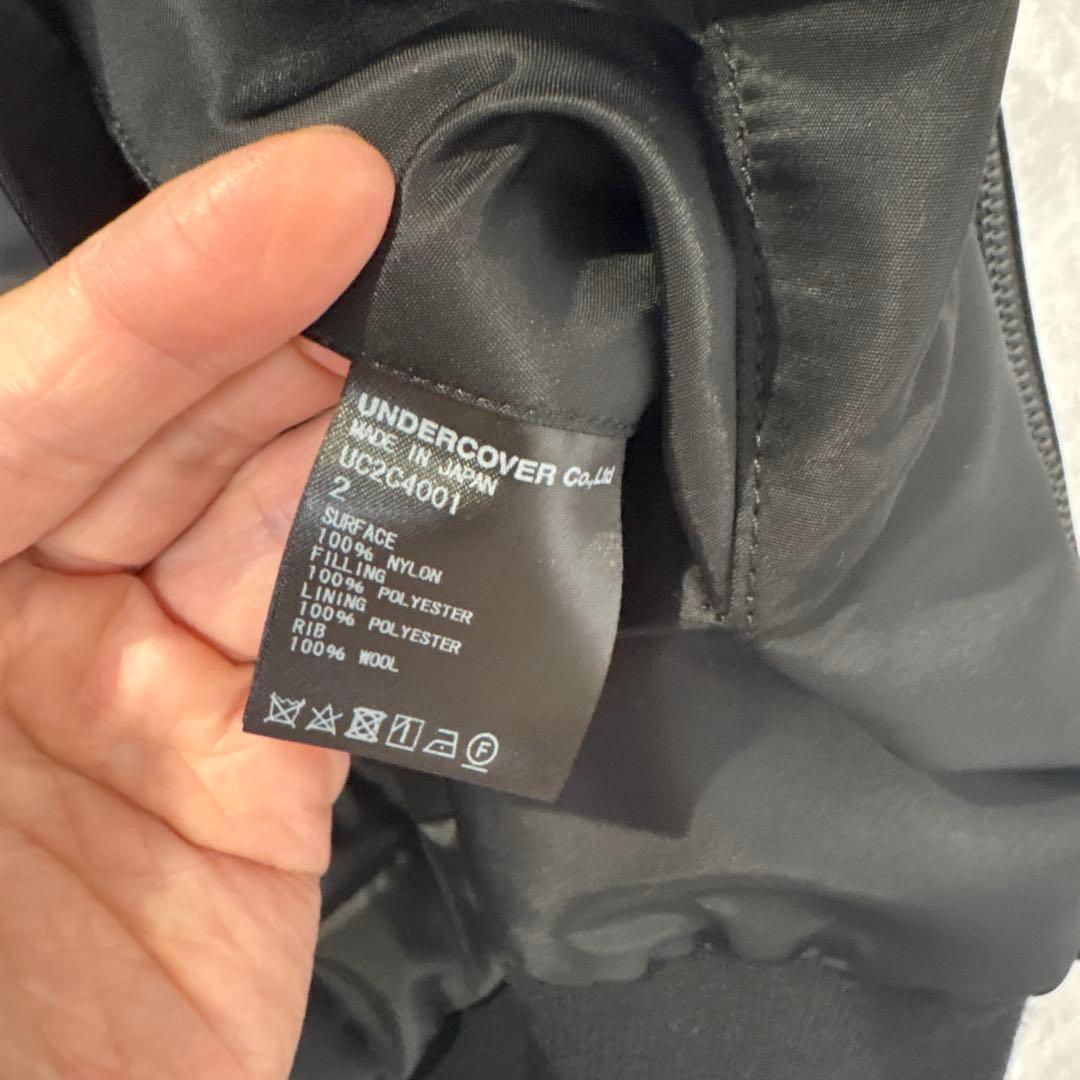 UNDERCOVER Co.,Ltd
MADE IN JAPAN
UC2C4001
2
SURFACE
100% NYLON
FILLING
100% POLYESTER
LINING
100% POLYESTER
RIB
100% WOOL
F